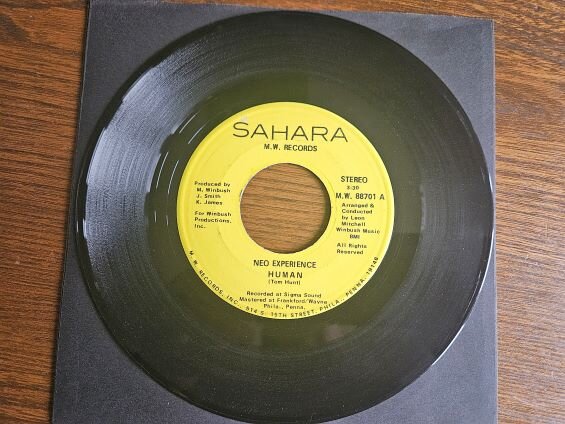 SAHARA
M.W. RECORDS
Produced by
M. Winbush
J. Smith
K. James
For Winbush
Productions.
Inc.
STEREO
3:30
M.W. 88701 A
Arranged &
Conducted
by Leon
Mitchell
Winbush Music
BMI
All Rights
Reserved
NEO EXPERIENCE
HUMAN
(Tom Hunt)
Recorded at Sigma Sound
Mastered at Frankford/Wayne
Phila., Penna.
M.W. RECORDS, INC. 514 S. 15TH STREET, PHILA., PENNA. 19146